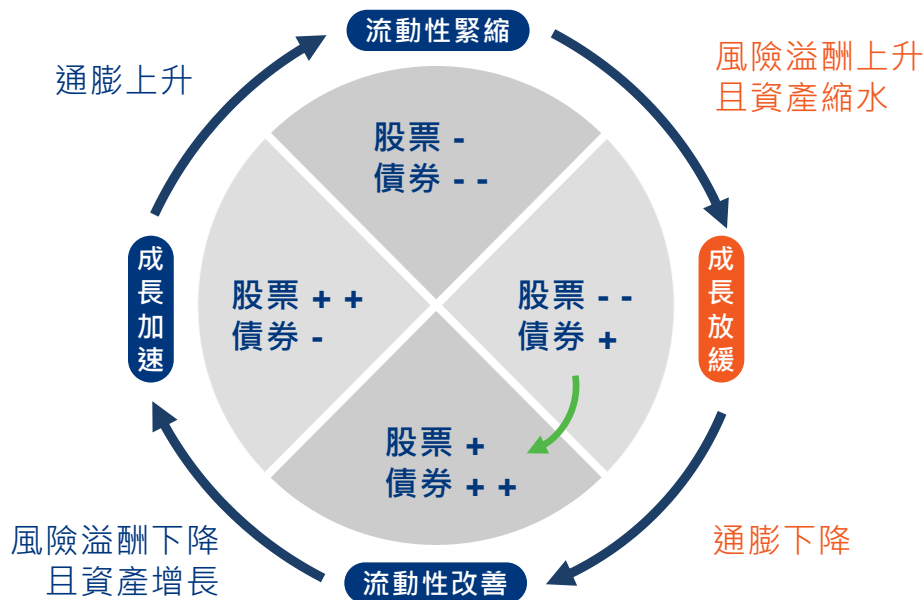 流動性緊縮
通膨上升
風險溢酬上升
且資產縮水
股票 -
債券 - -
成長加速
股票 + +
債券 -
股票 - -
債券 +
成長放緩
股票 +
債券 + +
風險溢酬下降
且資產增長
通膨下降
流動性改善